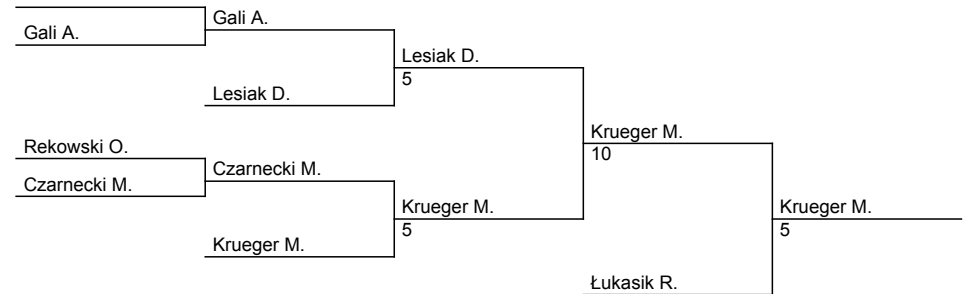 Gali A.
Gali A.
Lesiak D.
5
Lesiak D.
Krueger M.
10
Rekowski O.
Czarnecki M.
Czarnecki M.
Krueger M.
5
Krueger M.
5
Krueger M.
Łukasik R.